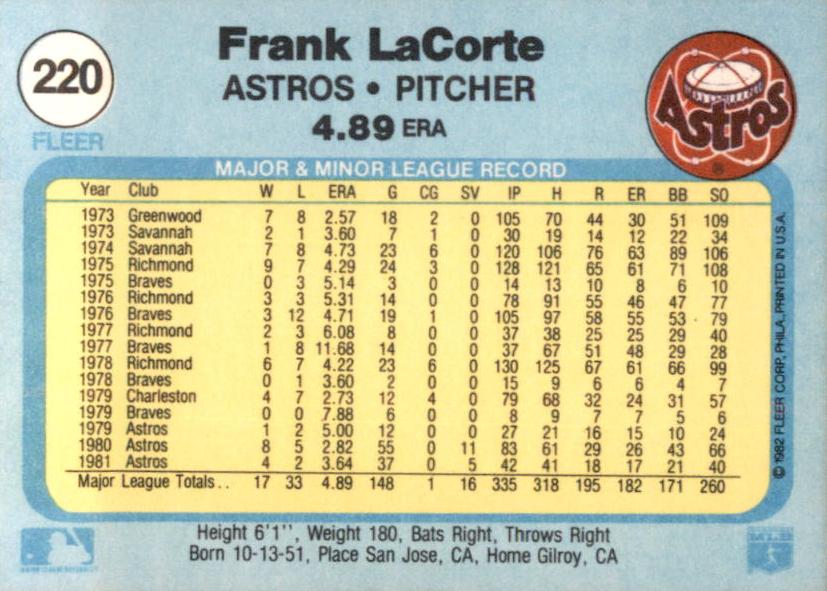 220
FLEER
Frank LaCorte
ASTROS • PITCHER
4.89 ERA
Astros
®
MAJOR & MINOR LEAGUE RECORD
Year Club W L ERA G CG SV IP H R ER BB SO
1973 Greenwood 7 8 2.57 18 2 0 105 70 44 30 51 109
1973 Savannah 2 1 3.60 7 1 0 30 19 14 12 22 34
1974 Savannah 7 8 4.73 23 6 0 120 106 76 63 89 106
1975 Richmond 9 7 4.29 24 3 0 128 121 65 61 71 108
1975 Braves 0 3 5.14 3 0 0 14 13 10 8 6 10
1976 Richmond 3 3 5.31 14 0 0 78 91 55 46 47 77
1976 Braves 3 12 4.71 19 1 0 105 97 58 55 53 79
1977 Richmond 2 3 6.08 8 0 0 37 38 25 25 29 40
1977 Braves 1 8 11.68 14 0 0 37 67 51 48 29 28
1978 Richmond 6 7 4.22 23 6 0 130 125 67 61 66 99
1978 Braves 0 1 3.60 2 0 0 15 9 6 6 4 7
1979 Charleston 4 7 2.73 12 4 0 79 68 32 24 31 57
1979 Braves 0 0 7.88 6 0 0 8 9 7 7 5 6
1979 Astros 1 2 5.00 12 0 0 27 21 16 15 10 24
1980 Astros 8 5 2.82 55 0 11 83 61 29 26 43 66
1981 Astros 4 2 3.64 37 0 5 42 41 18 17 21 40
Major League Totals . . 17 33 4.89 148 1 16 335 318 195 182 171 260
© 1982 FLEER CORP., PHILA., PRINTED IN U.S.A.
Height 6'1'', Weight 180, Bats Right, Throws Right
Born 10-13-51, Place San Jose, CA, Home Gilroy, CA